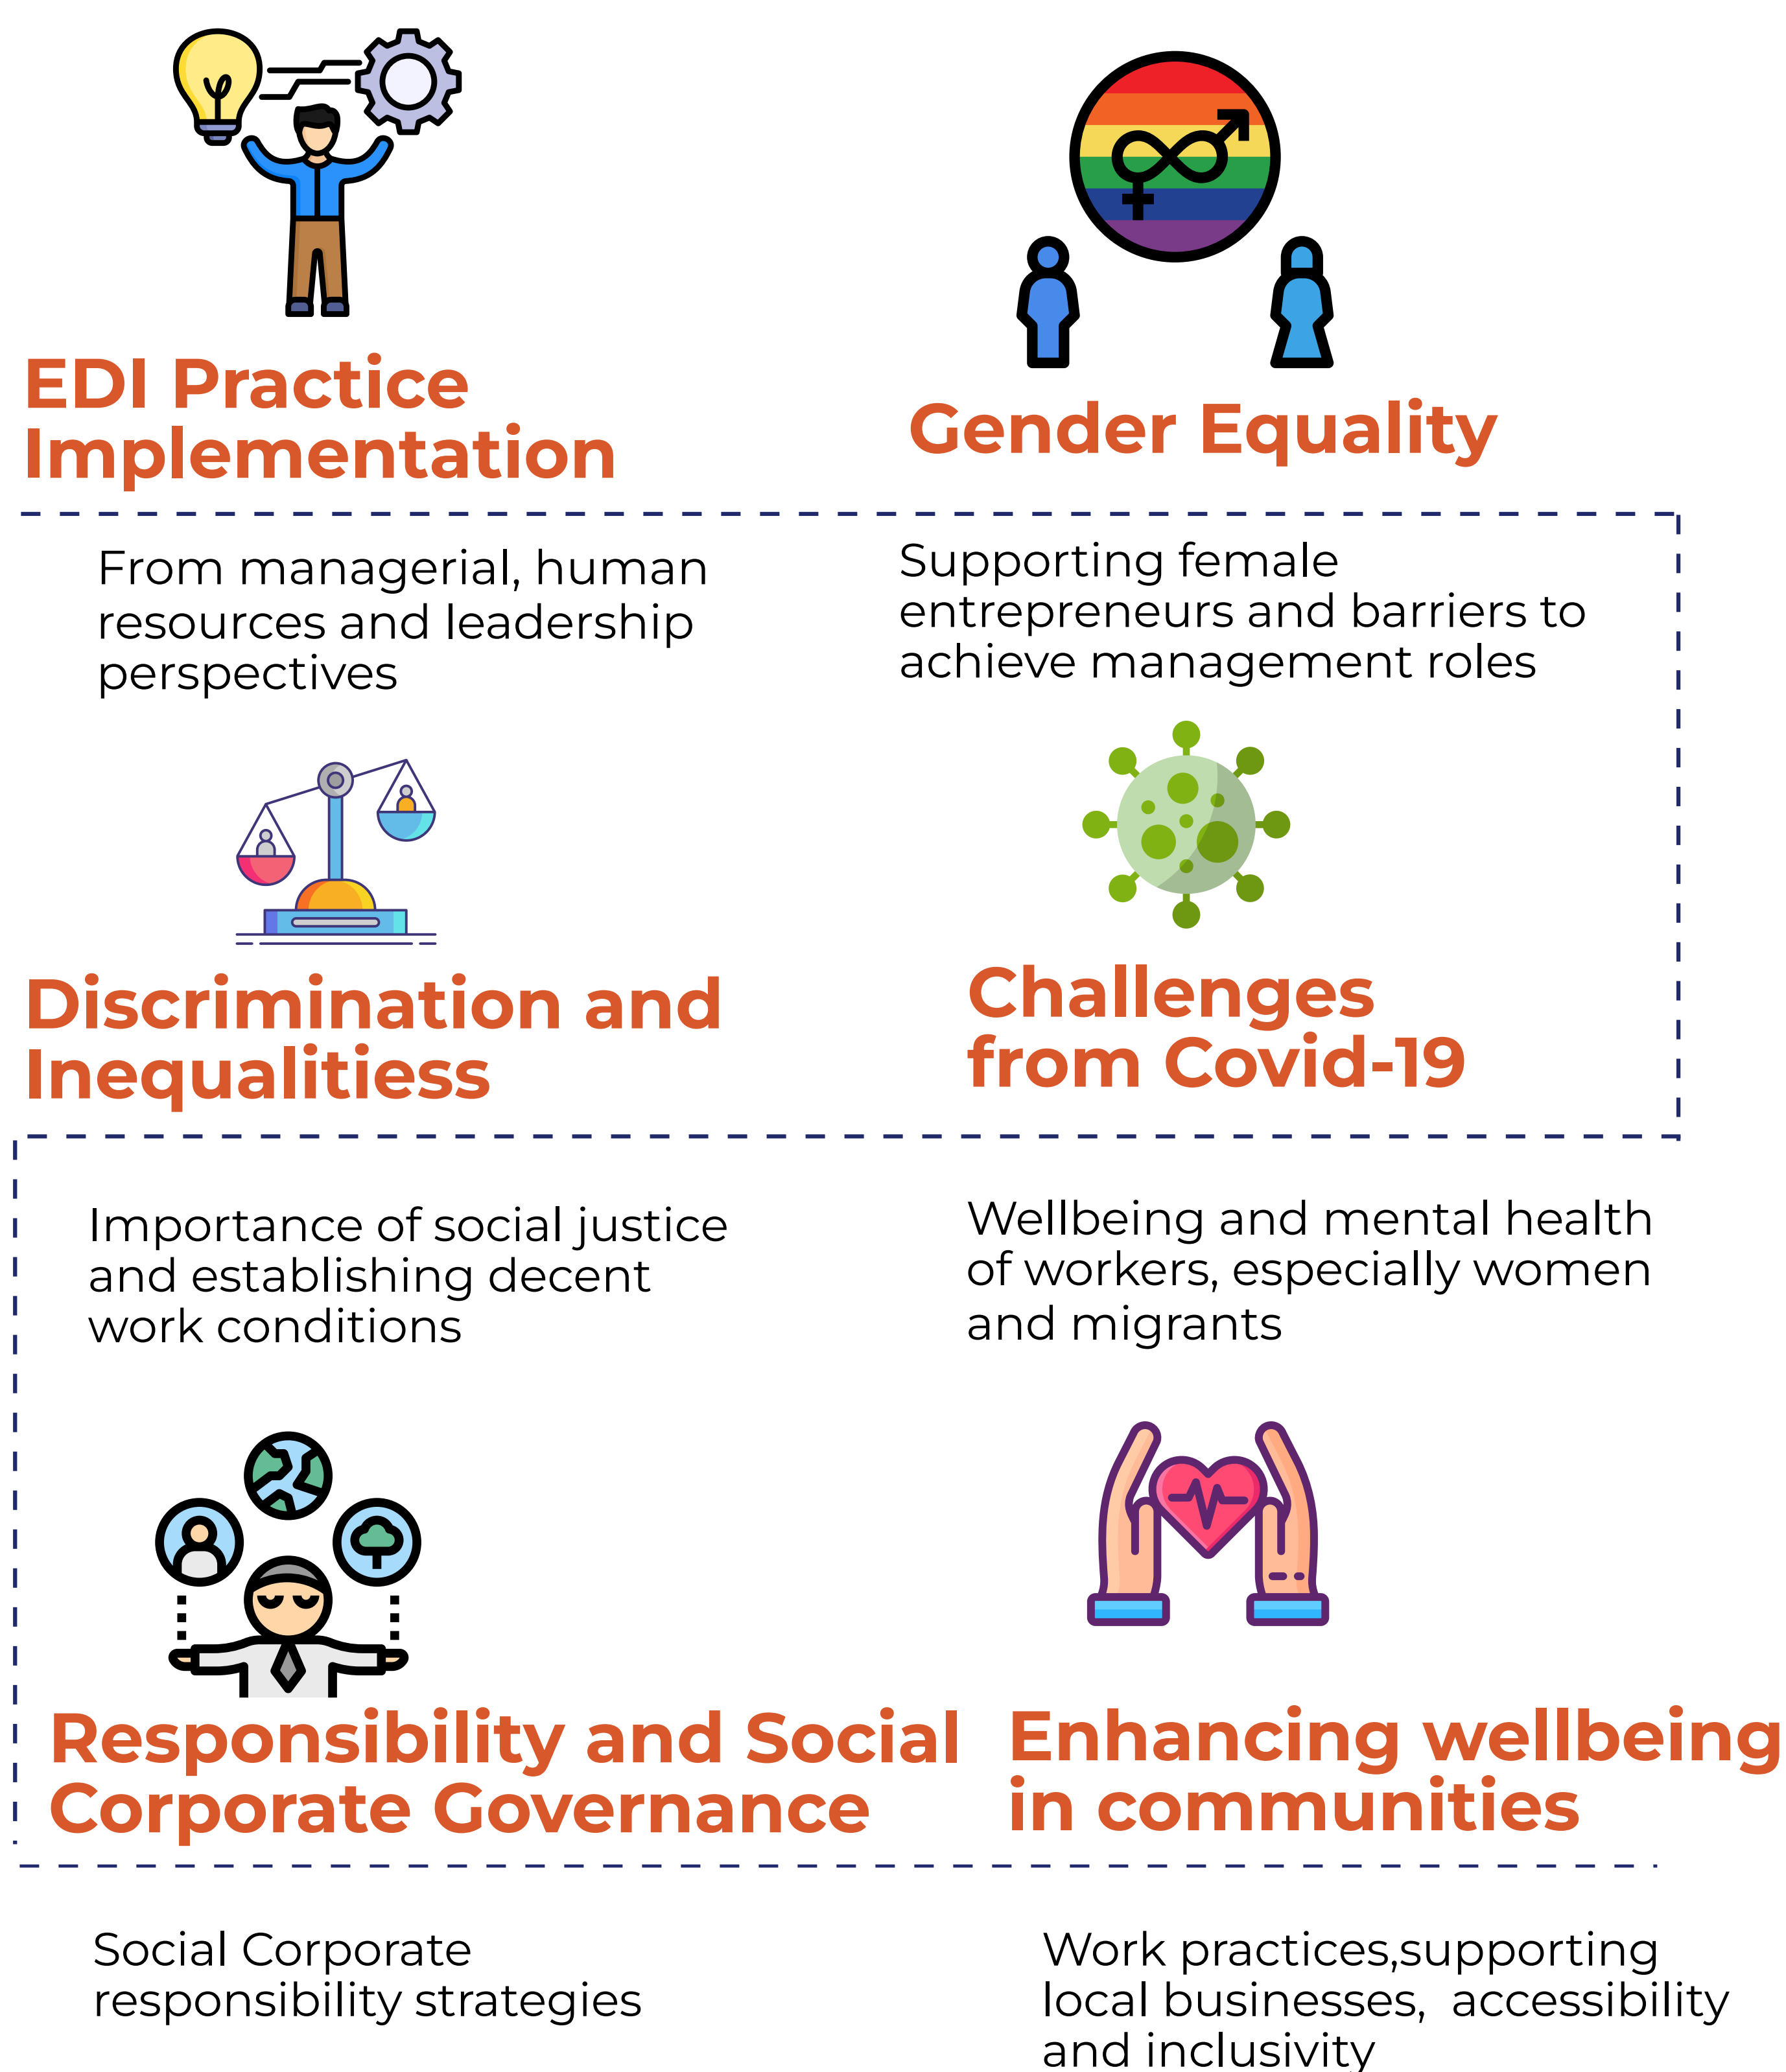 EDI Practice
Implementation
From managerial, human
resources and leadership
perspectives
Gender Equality
Supporting female
entrepreneurs and barriers to
achieve management roles
Discrimination and
Inequalitiess
Importance of social justice
and establishing decent
work conditions
Challenges
from Covid-19
Wellbeing and mental health
of workers, especially women
and migrants
Responsibility and Social
Corporate Governance
Social Corporate
responsibility strategies
Enhancing wellbeing
in communities
Work practices,supporting
local businesses,  accessibility
and inclusivity